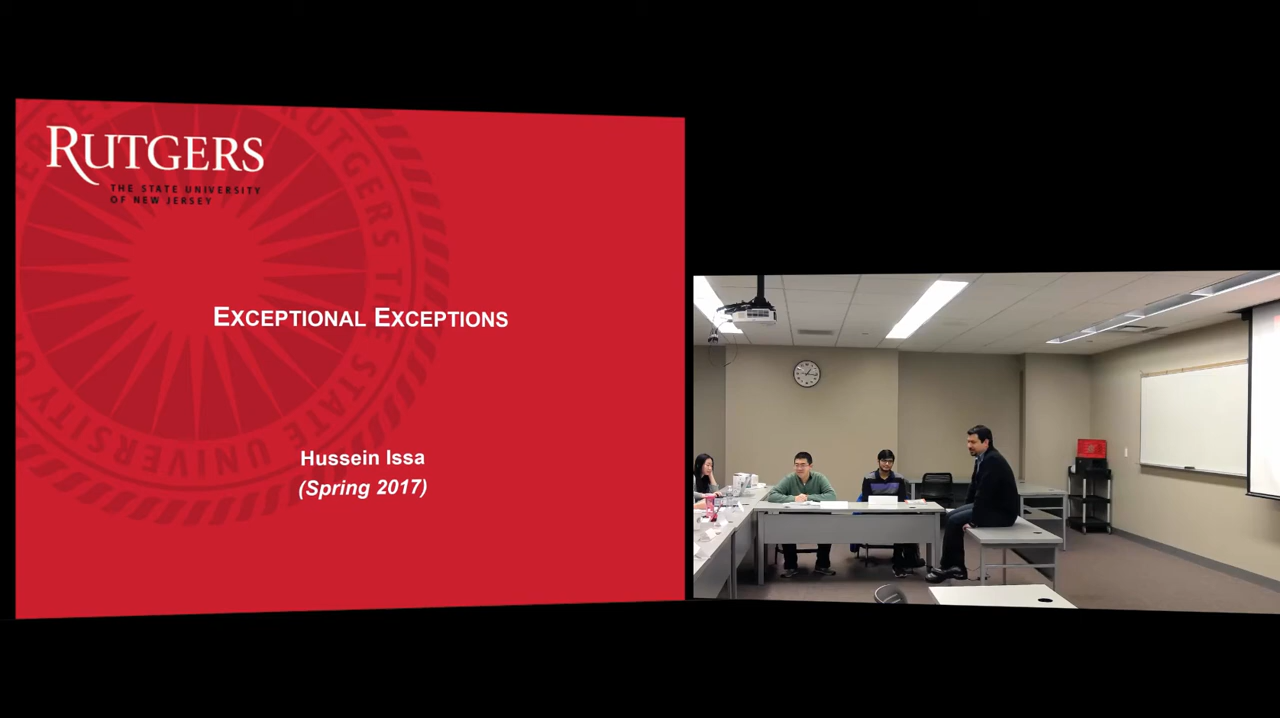 RUTGERS
THE STATE UNIVERSITY
OF NEW JERSEY
EXCEPTIONAL EXCEPTIONS
Hussein Issa
(Spring 2017)